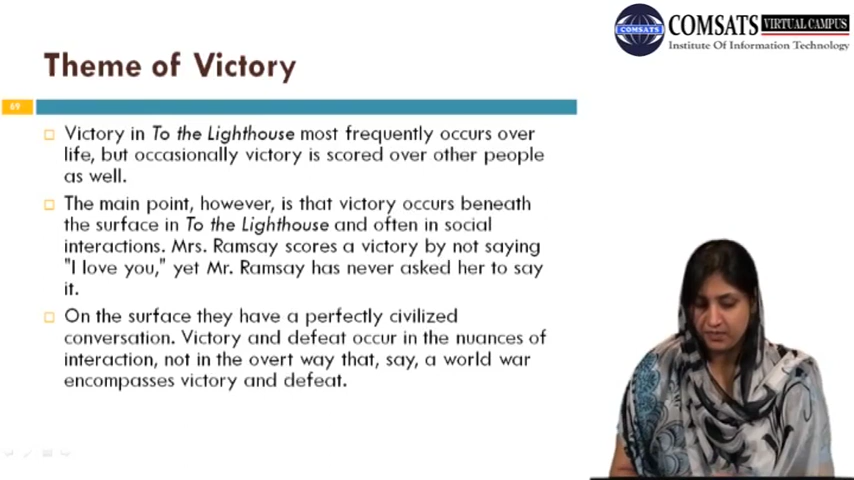 COMSATS VIRTUAL CAMPUS
COMSATS
Institute Of Information Technology
Theme of Victory
69
Victory in To the Lighthouse most frequently occurs over
life, but occasionally victory is scored over other people
as well.
The main point, however, is that victory occurs beneath
the surface in To the Lighthouse and often in social
interactions. Mrs. Ramsay scores a victory by not saying
"I love you," yet Mr. Ramsay has never asked her to say
it.
On the surface they have a perfectly civilized
conversation. Victory and defeat occur in the nuances of
interaction, not in the overt way that, say, a world war
encompasses victory and defeat.